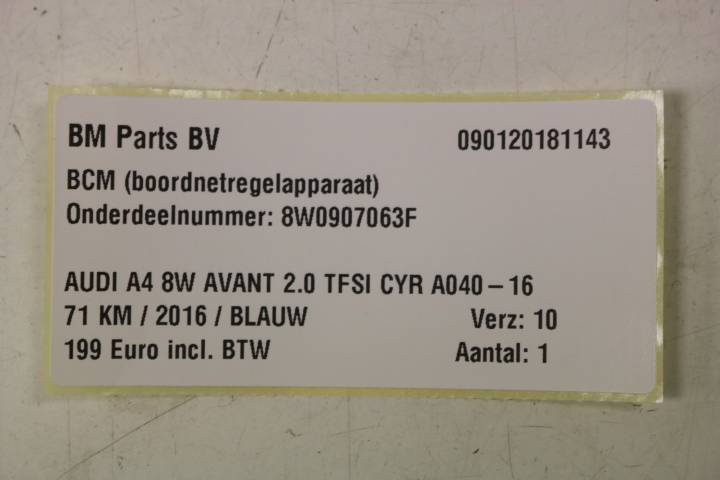 BM Parts BV 090120181143
BCM (boordnetregelapparaat)
Onderdeelnummer: 8W0907063F
AUDI A4 8W AVANT 2.0 TFSI CYR A040-16
71 KM / 2016 / BLAUW Verz: 10
199 Euro incl. BTW Aantal: 1